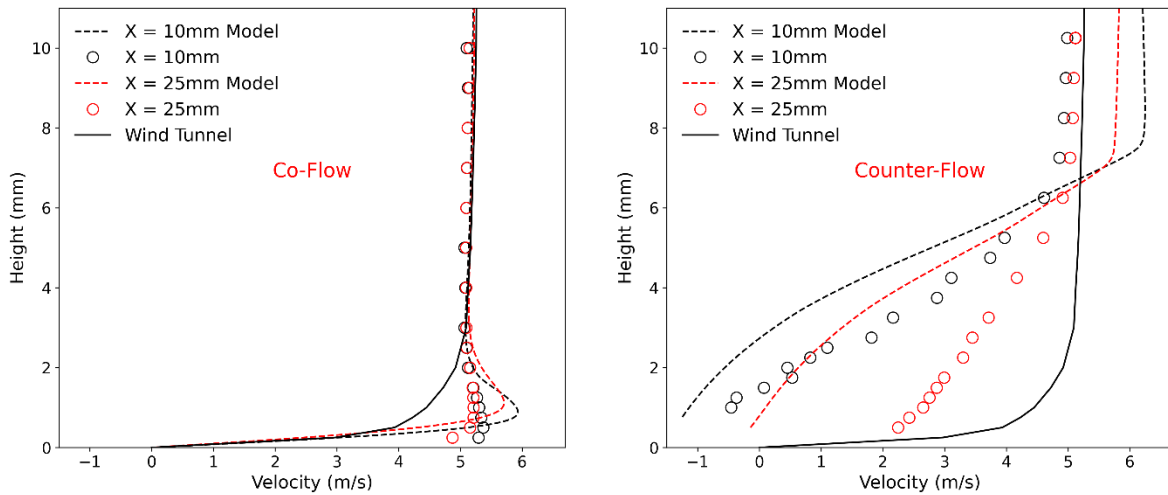 X = 10mm Model
X = 10mm
X = 25mm Model
X = 25mm
Wind Tunnel
Co-Flow
Height (mm)
10
8
6
4
2
0
−1 0 1 2 3 4 5 6
Velocity (m/s)
X = 10mm Model
X = 10mm
X = 25mm Model
X = 25mm
Wind Tunnel
Counter-Flow
Height (mm)
10
8
6
4
2
0
−1 0 1 2 3 4 5 6
Velocity (m/s)